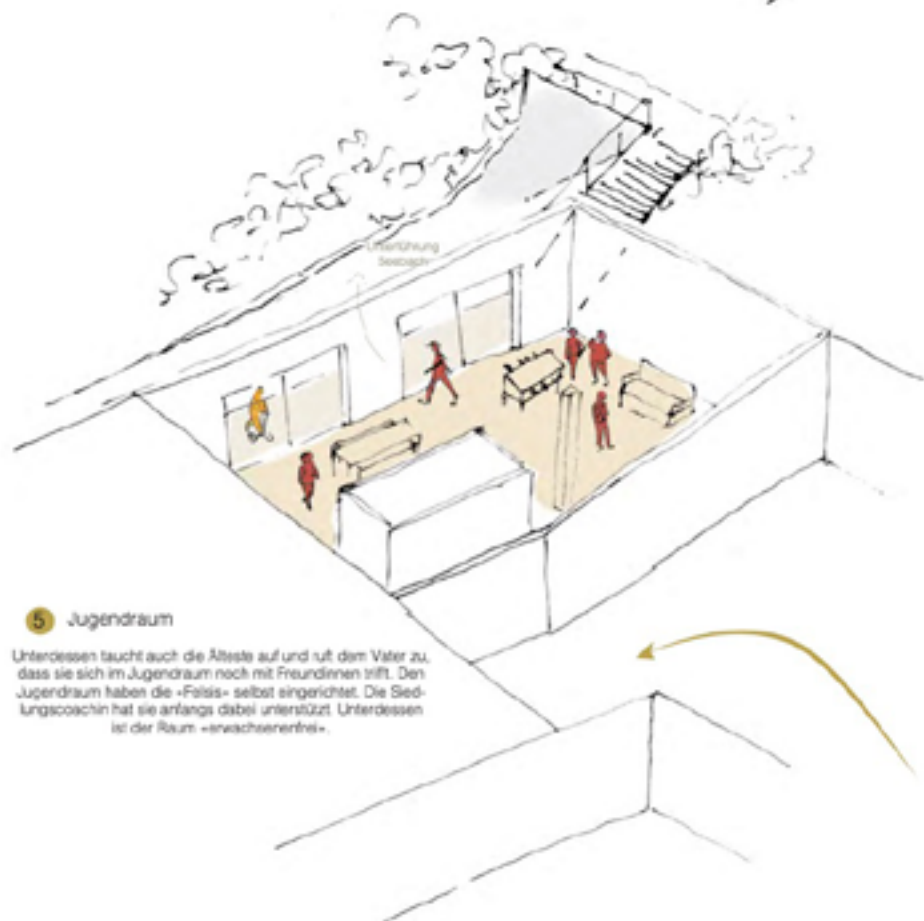 Unterführung
Seebach
5 Jugendraum
Unterdessen taucht auch die Älteste auf und ruft dem Vater zu,
dass sie sich im Jugendraum noch mit Freundinnen trifft. Den
Jugendraum haben die «Felsis» selbst eingerichtet. Die Sied-
lungscoachin hat sie anfangs dabei unterstützt. Unterdessen
ist der Raum «erwachsenenfrei».